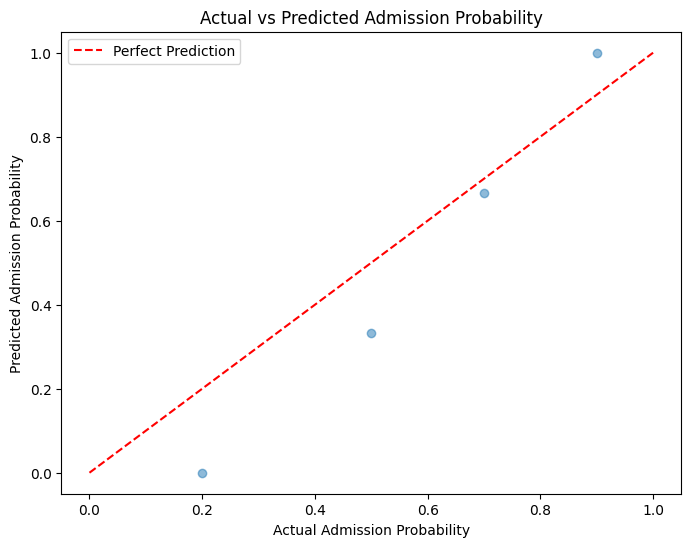 Actual vs Predicted Admission Probability
Perfect Prediction
Predicted Admission Probability
1.0
0.8
0.6
0.4
0.2
0.0
0.0 0.2 0.4 0.6 0.8 1.0
Actual Admission Probability